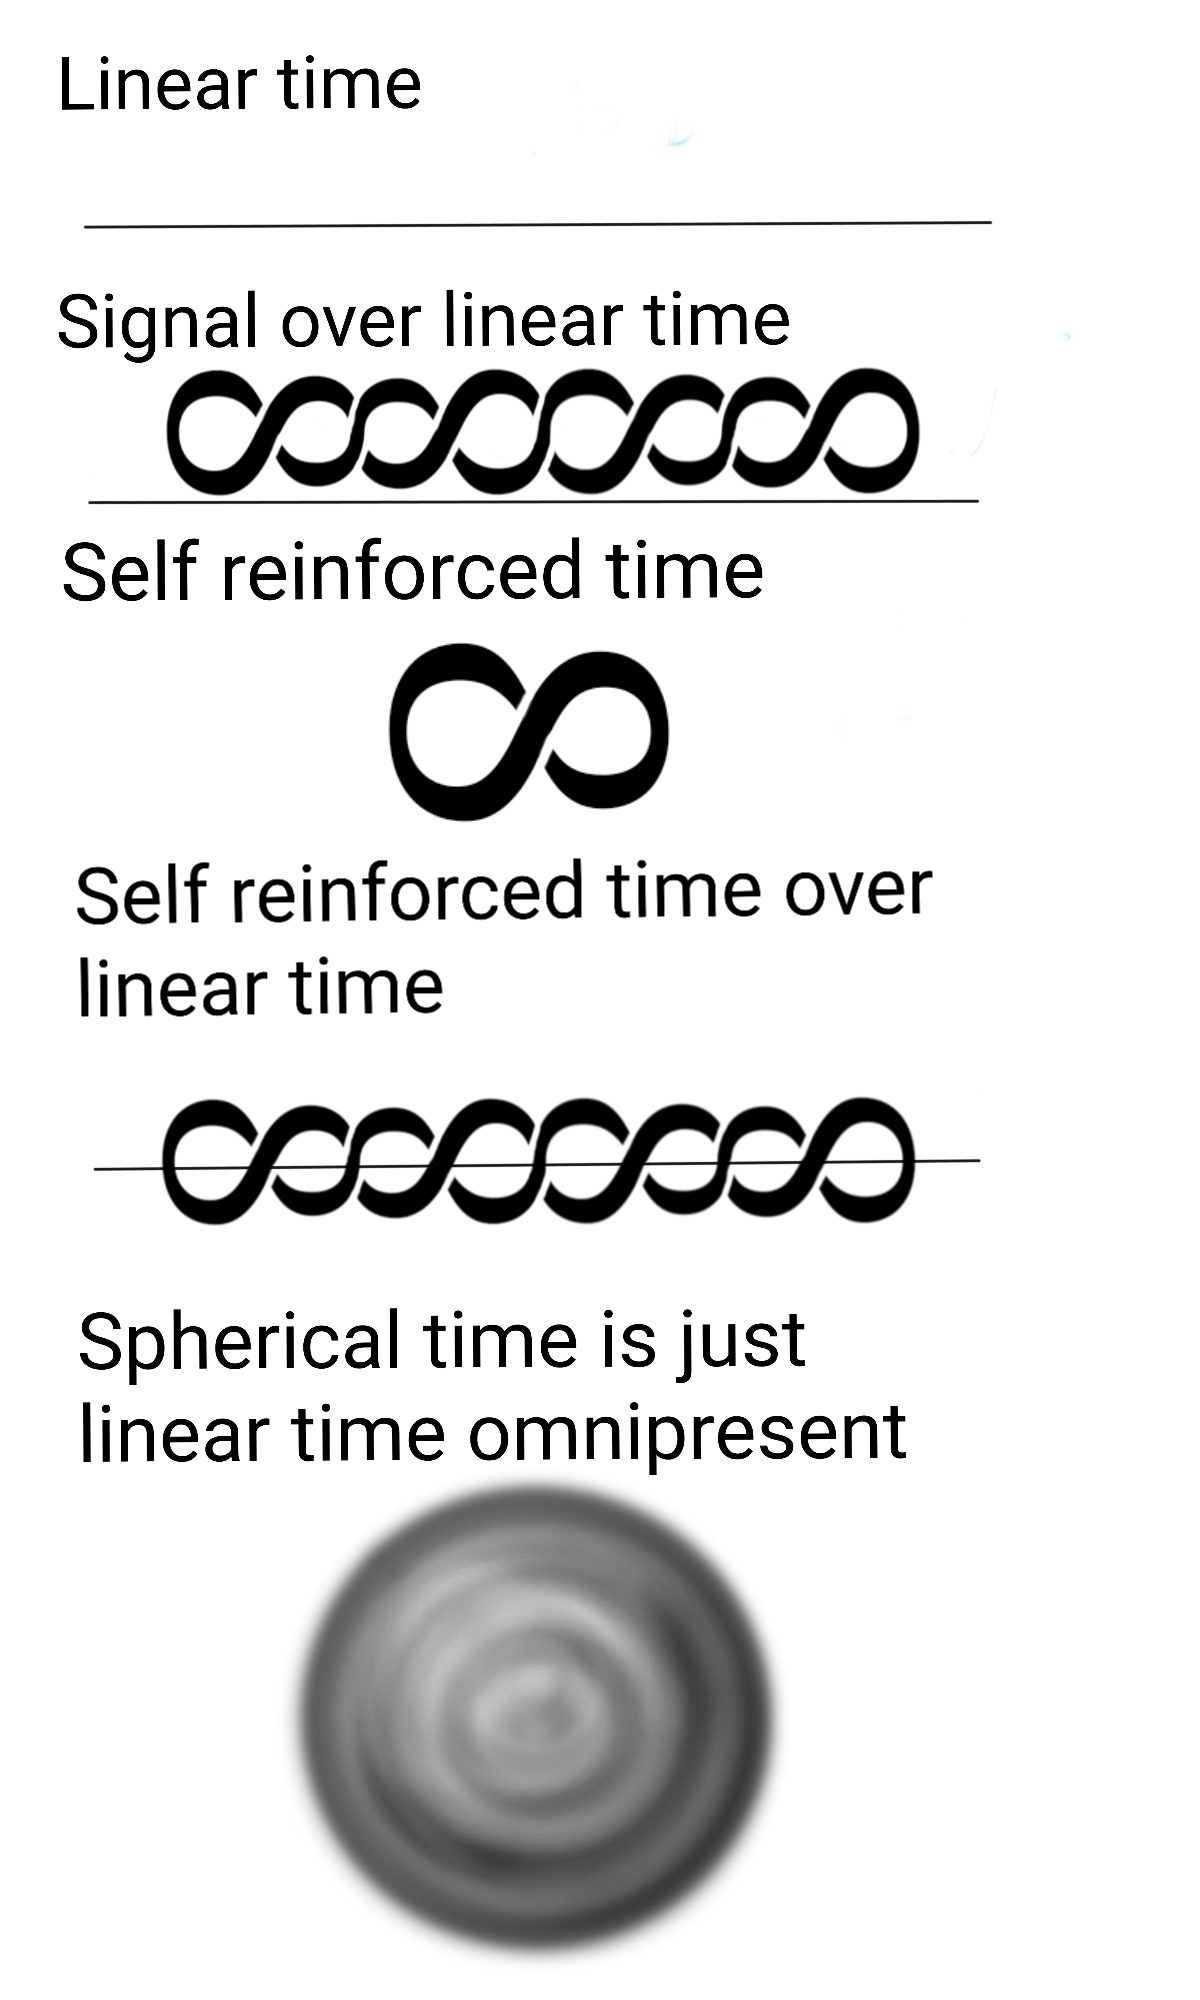 Linear time
Signal over linear time
Self reinforced time
Self reinforced time over
linear time
Spherical time is just
linear time omnipresent